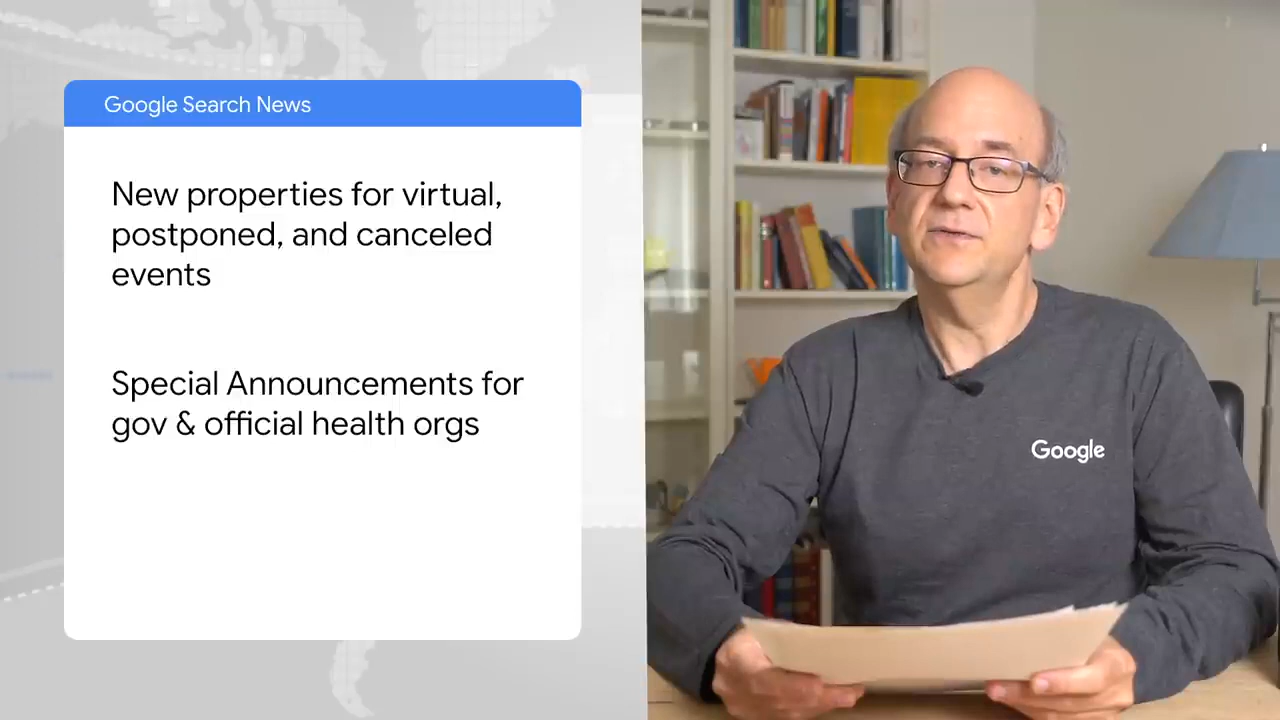 Google Search News
New properties for virtual,
postponed, and canceled
events
Special Announcements for
gov & official health orgs
Google